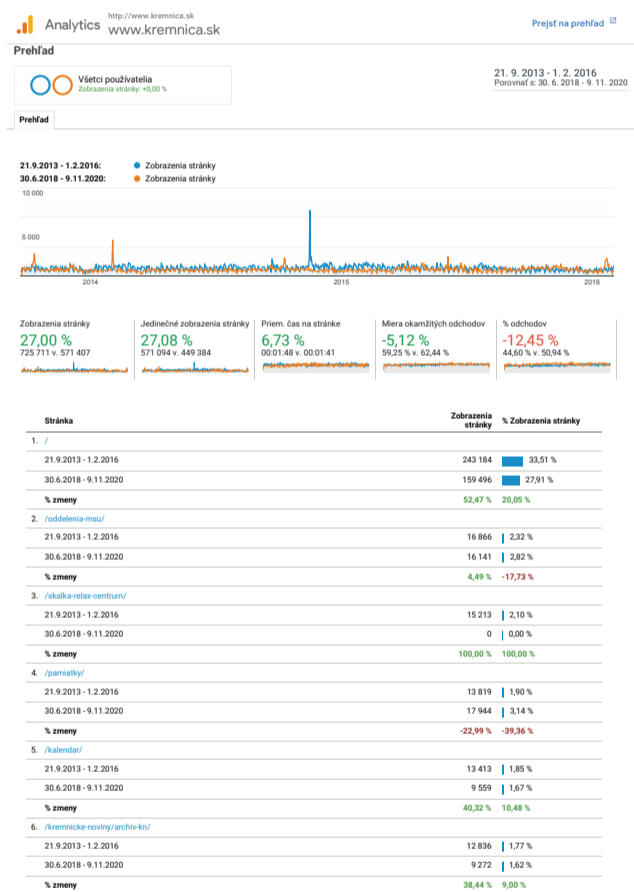 Analytics
http://www.kremnica.sk
www.kremnica.sk
Prejsť na prehľad
Prehľad
Všetci používatelia
Zobrazenia stránky: +0,00 %
21. 9. 2013 - 1. 2. 2016
Porovnať s: 30. 6. 2018 - 9. 11. 2020
Prehľad
21.9.2013 - 1.2.2016: Zobrazenia stránky
30.6.2018 - 9.11.2020: Zobrazenia stránky
10 000
5 000
2014 2015 2016
Zobrazenia stránky Jedinečné zobrazenia stránky Priem. čas na stránke Miera okamžitých odchodov % odchodov
27,00 % 27,08 % 6,73 % -5,12 % -12,45 %
725 711 v. 571 407 571 094 v. 449 384 00:01:48 v. 00:01:41 59,25 % v. 62,44 % 44,60 % v. 50,94 %
Stránka Zobrazenia stránky % Zobrazenia stránky
1. /
21.9.2013 - 1.2.2016 243 184 33,51 %
30.6.2018 - 9.11.2020 159 496 27,91 %
% zmeny 52,47 % 20,05 %
2. /oddelenia-msu/
21.9.2013 - 1.2.2016 16 866 2,32 %
30.6.2018 - 9.11.2020 16 141 2,82 %
% zmeny 4,49 % -17,73 %
3. /skalka-relax-centrum/
21.9.2013 - 1.2.2016 15 213 2,10 %
30.6.2018 - 9.11.2020 0 0,00 %
% zmeny 100,00 % 100,00 %
4. /pamiatky/
21.9.2013 - 1.2.2016 13 819 1,90 %
30.6.2018 - 9.11.2020 17 944 3,14 %
% zmeny -22,99 % -39,36 %
5. /kalendar/
21.9.2013 - 1.2.2016 13 413 1,85 %
30.6.2018 - 9.11.2020 9 559 1,67 %
% zmeny 40,32 % 10,48 %
6. /kremnicke-noviny/archiv-kn/
21.9.2013 - 1.2.2016 12 836 1,77 %
30.6.2018 - 9.11.2020 9 272 1,62 %
% zmeny 38,44 % 9,00 %